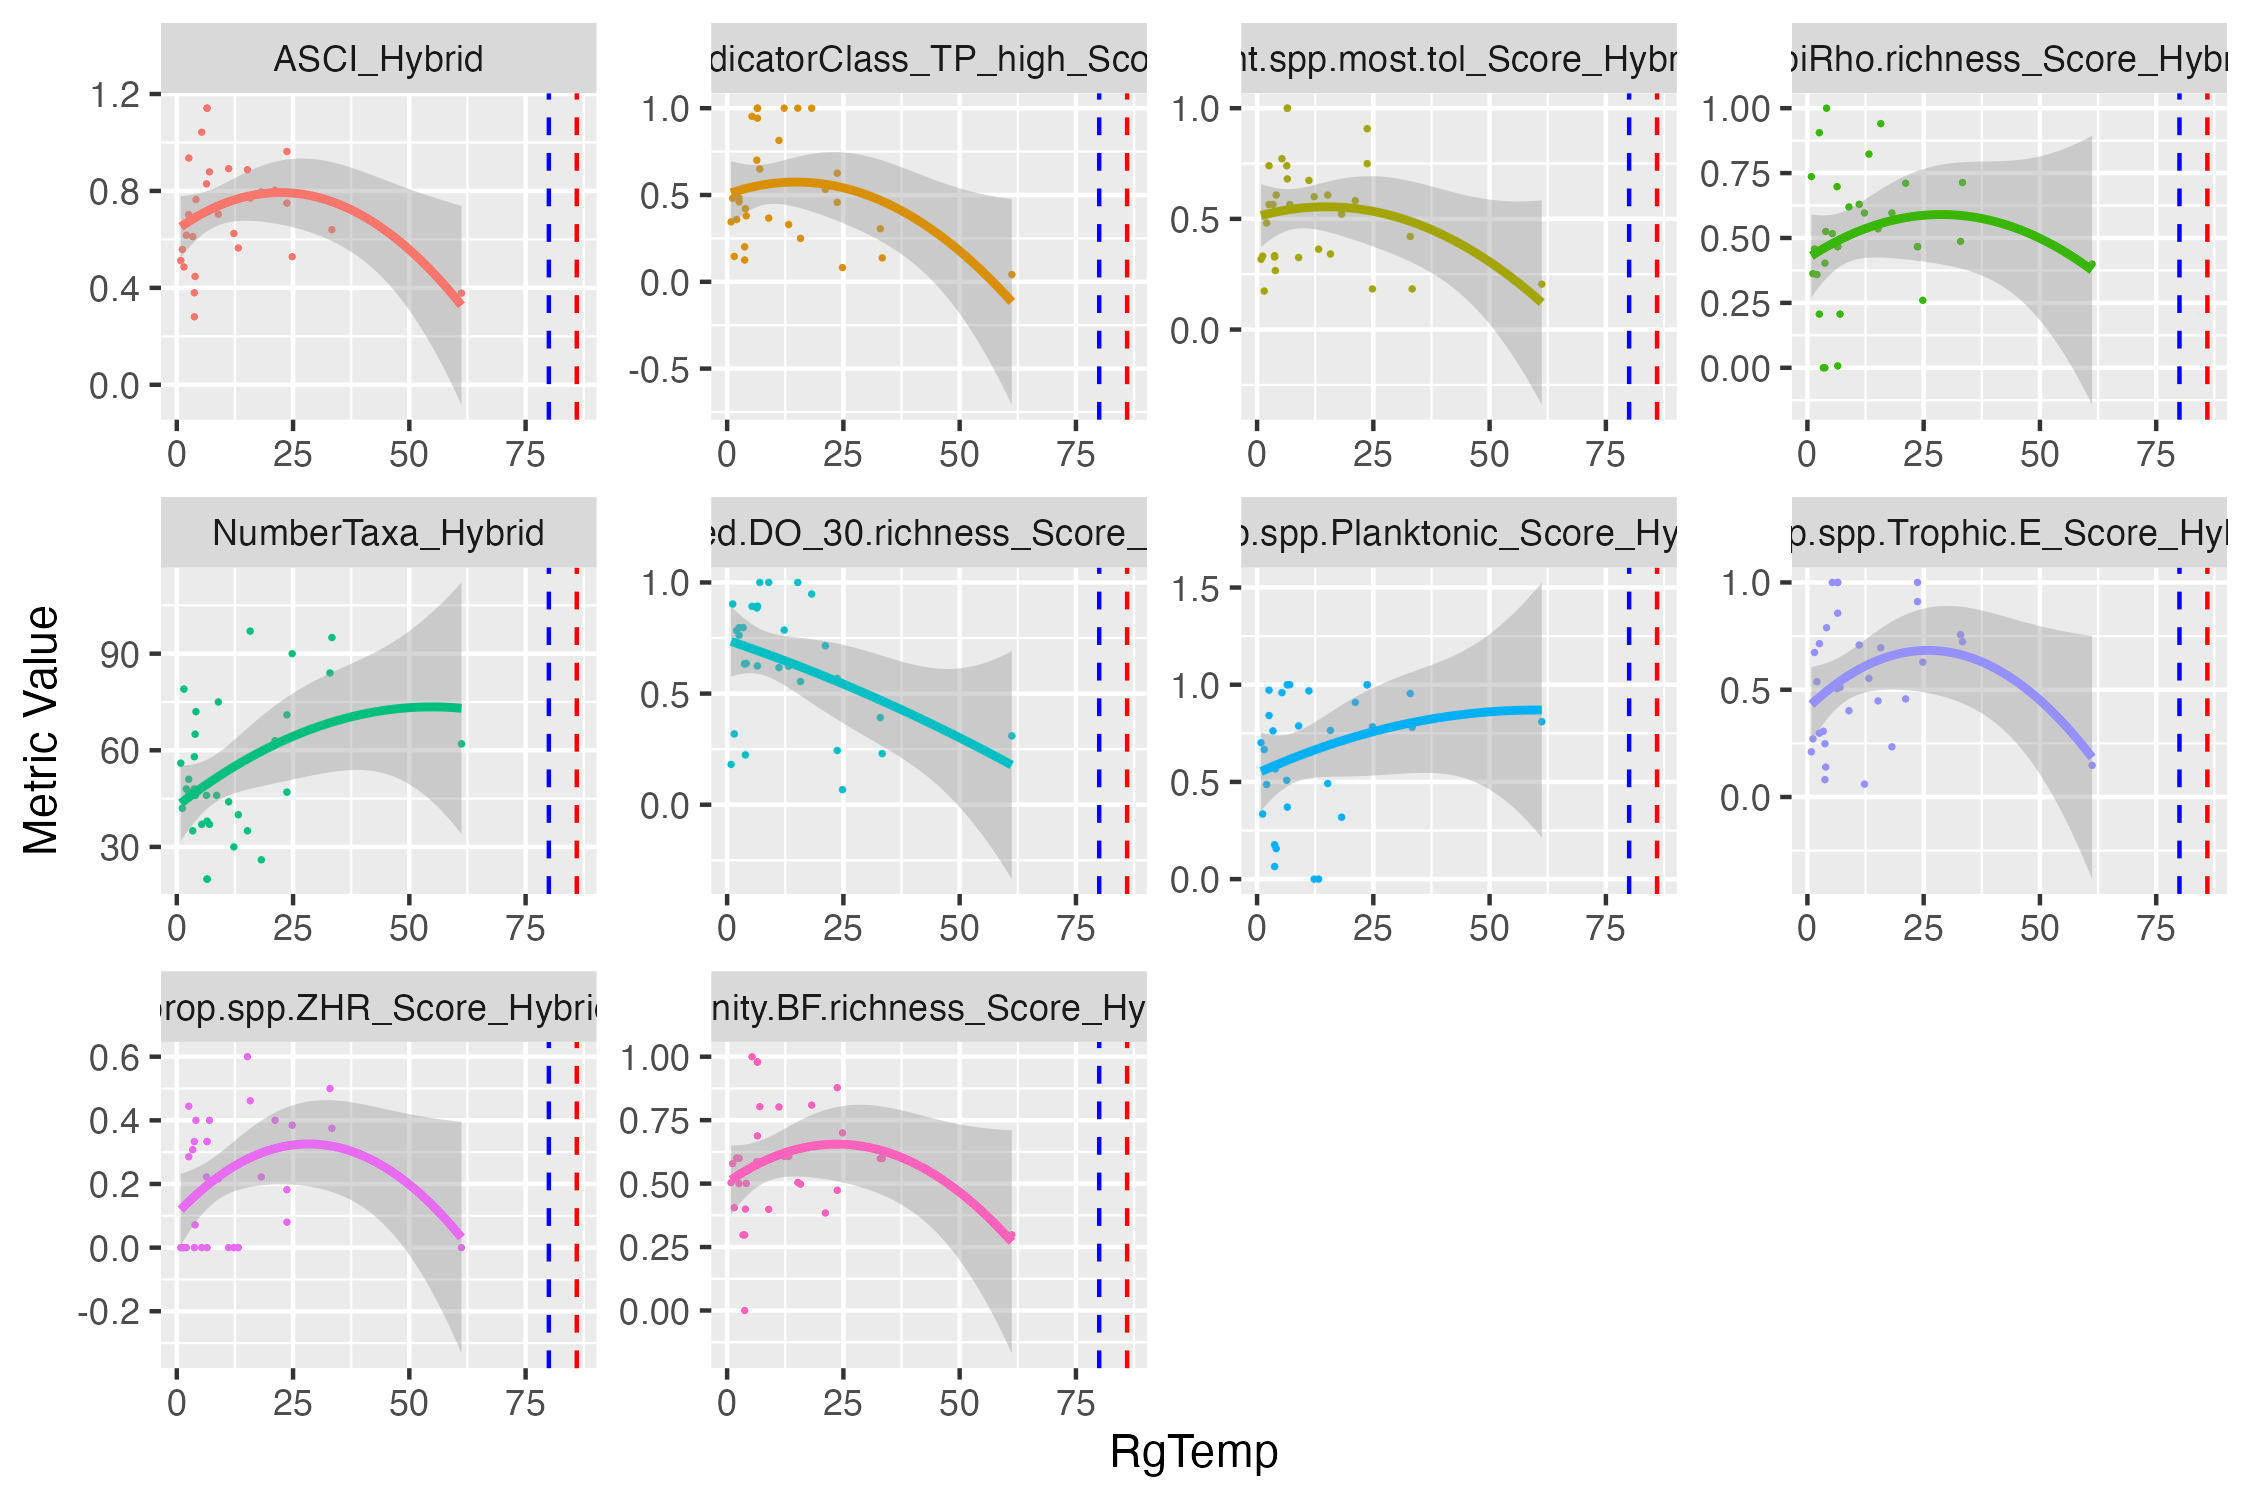 ASCI_Hybrid
dicatorClass_TP_high_Sco
nt.spp.most.tol_Score_Hybr
piRho.richness_Score_Hybr
1.2
0.8
0.4
0.0
0 25 50 75
1.0
0.5
0.0
-0.5
0 25 50 75
1.0
0.5
0.0
0 25 50 75
1.00
0.75
0.50
0.25
0.00
0 25 50 75
Metric Value
NumberTaxa_Hybrid
ed.DO_30.richness_Score_
p.spp.Planktonic_Score_Hy
p.spp.Trophic.E_Score_Hyl
90
60
30
0 25 50 75
1.0
0.5
0.0
0 25 50 75
1.5
1.0
0.5
0.0
0 25 50 75
1.0
0.5
0.0
0 25 50 75
prop.spp.ZHR_Score_Hybrid
nity.BF.richness_Score_Hy
0.6
0.4
0.2
0.0
-0.2
0 25 50 75
1.00
0.75
0.50
0.25
0.00
0 25 50 75
RgTemp